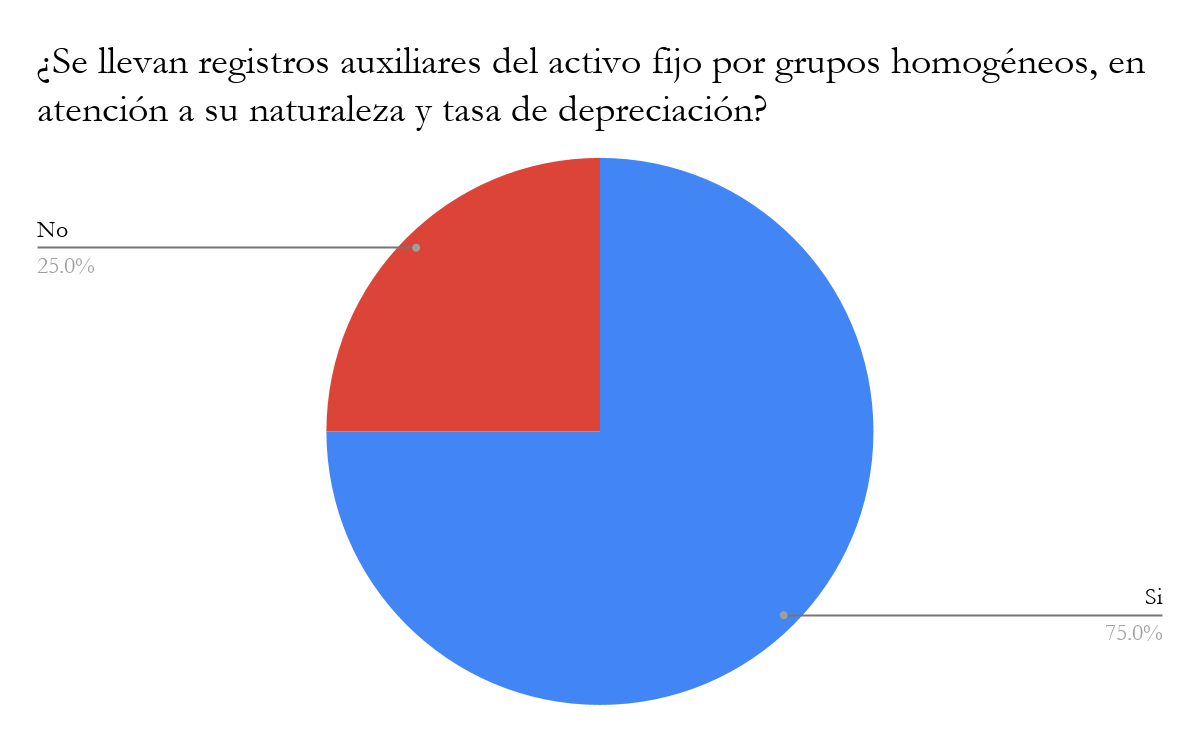 ¿Se llevan registros auxiliares del activo fijo por grupos homogéneos, en
atención a su naturaleza y tasa de depreciación?
No
25.0%
Si
75.0%